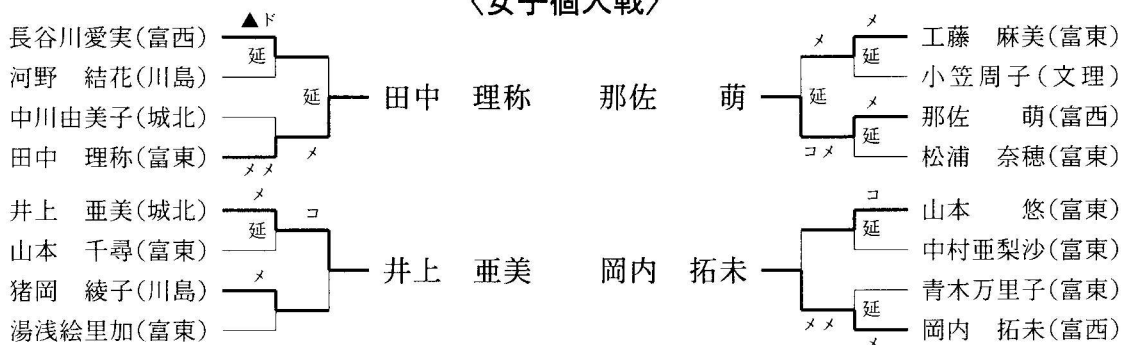 〈女子個人戦〉
▲ド
長谷川愛実(富西)
延
河野 結花(川島)
延
中川由美子(城北)
田中 理称(富東)
メメ
メ
田中 理称
井上 亜美(城北)
メ
延
山本 千尋(富東)
コ
猪岡 綾子(川島)
メ
湯浅絵里加(富東)
井上 亜美
那佐 萌
メ
工藤 麻美(富東)
メ
延
小笠周子(文理)
延
メ
那佐 萌(富西)
延
コメ
松浦 奈穂(富東)
岡内 拓未
コ
山本 悠(富東)
延
中村亜梨沙(富東)
青木万里子(富東)
延
メメ
岡内 拓未(富西)
メ